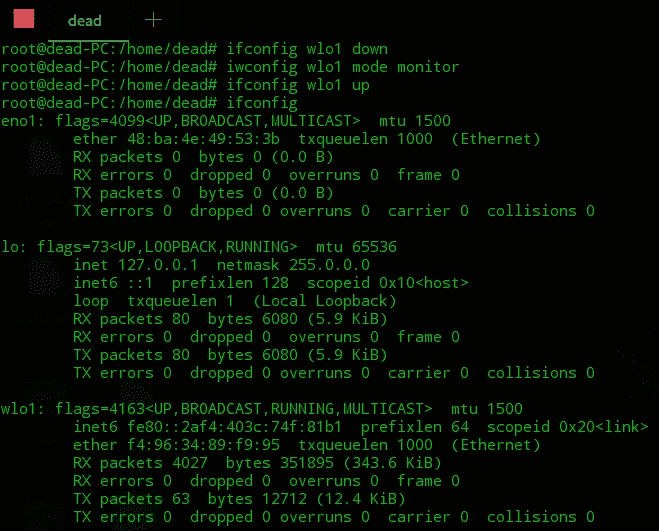 dead
root@dead-PC:/home/dead# ifconfig wlo1 down
root@dead-PC:/home/dead# iwconfig wlo1 mode monitor
root@dead-PC:/home/dead# ifconfig wlo1 up
root@dead-PC:/home/dead# ifconfig
eno1: flags=4099<UP,BROADCAST,MULTICAST>  mtu 1500
        ether 48:ba:4e:49:53:3b  txqueuelen 1000  (Ethernet)
        RX packets 0  bytes 0 (0.0 B)
        RX errors 0  dropped 0  overruns 0  frame 0
        TX packets 0  bytes 0 (0.0 B)
        TX errors 0  dropped 0 overruns 0  carrier 0  collisions 0
lo: flags=73<UP,LOOPBACK,RUNNING>  mtu 65536
        inet 127.0.0.1  netmask 255.0.0.0
        inet6 ::1  prefixlen 128  scopeid 0x10<host>
        loop  txqueuelen 1  (Local Loopback)
        RX packets 80  bytes 6080 (5.9 KiB)
        RX errors 0  dropped 0  overruns 0  frame 0
        TX packets 80  bytes 6080 (5.9 KiB)
        TX errors 0  dropped 0 overruns 0  carrier 0  collisions 0
wlo1: flags=4163<UP,BROADCAST,RUNNING,MULTICAST>  mtu 1500
        inet6 fe80::2af4:403c:74f:81b1  prefixlen 64  scopeid 0x20<link>
        ether f4:96:34:89:f9:95  txqueuelen 1000  (Ethernet)
        RX packets 4027  bytes 351895 (343.6 KiB)
        RX errors 0  dropped 0  overruns 0  frame 0
        TX packets 63  bytes 12712 (12.4 KiB)
        TX errors 0  dropped 0 overruns 0  carrier 0  collisions 0